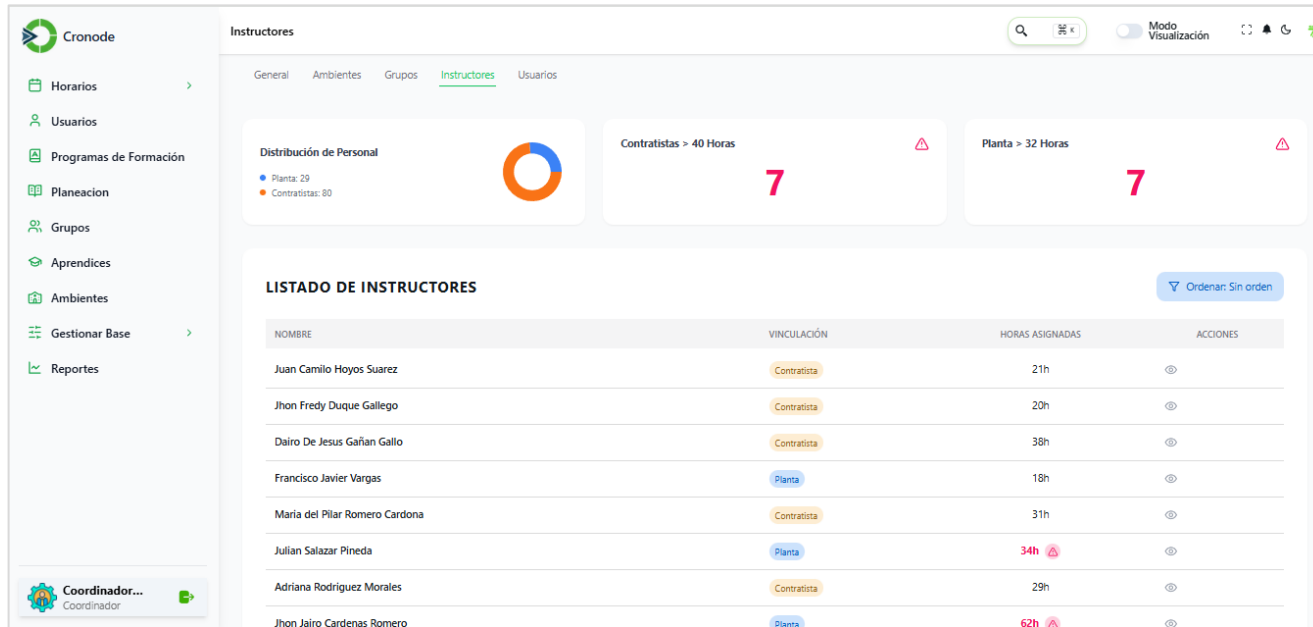 Cronode
Instructores
⌘ K
Modo
Visualización
Horarios
Usuarios
Programas de Formación
Planeacion
Grupos
Aprendices
Ambientes
Gestionar Base
Reportes
Coordinador...
Coordinador
General Ambientes Grupos Instructores Usuarios
Distribución de Personal
Planta: 29
Contratistas: 80
Contratistas > 40 Horas
7
Planta > 32 Horas
7
LISTADO DE INSTRUCTORES
Ordenar: Sin orden
NOMBRE VINCULACIÓN HORAS ASIGNADAS ACCIONES
Juan Camilo Hoyos Suarez Contratista 21h
Jhon Fredy Duque Gallego Contratista 20h
Dairo De Jesus Gañan Gallo Contratista 38h
Francisco Javier Vargas Planta 18h
Maria del Pilar Romero Cardona Contratista 31h
Julian Salazar Pineda Planta 34h
Adriana Rodriguez Morales Contratista 29h
Jhon Jairo Cardenas Romero Planta 62h